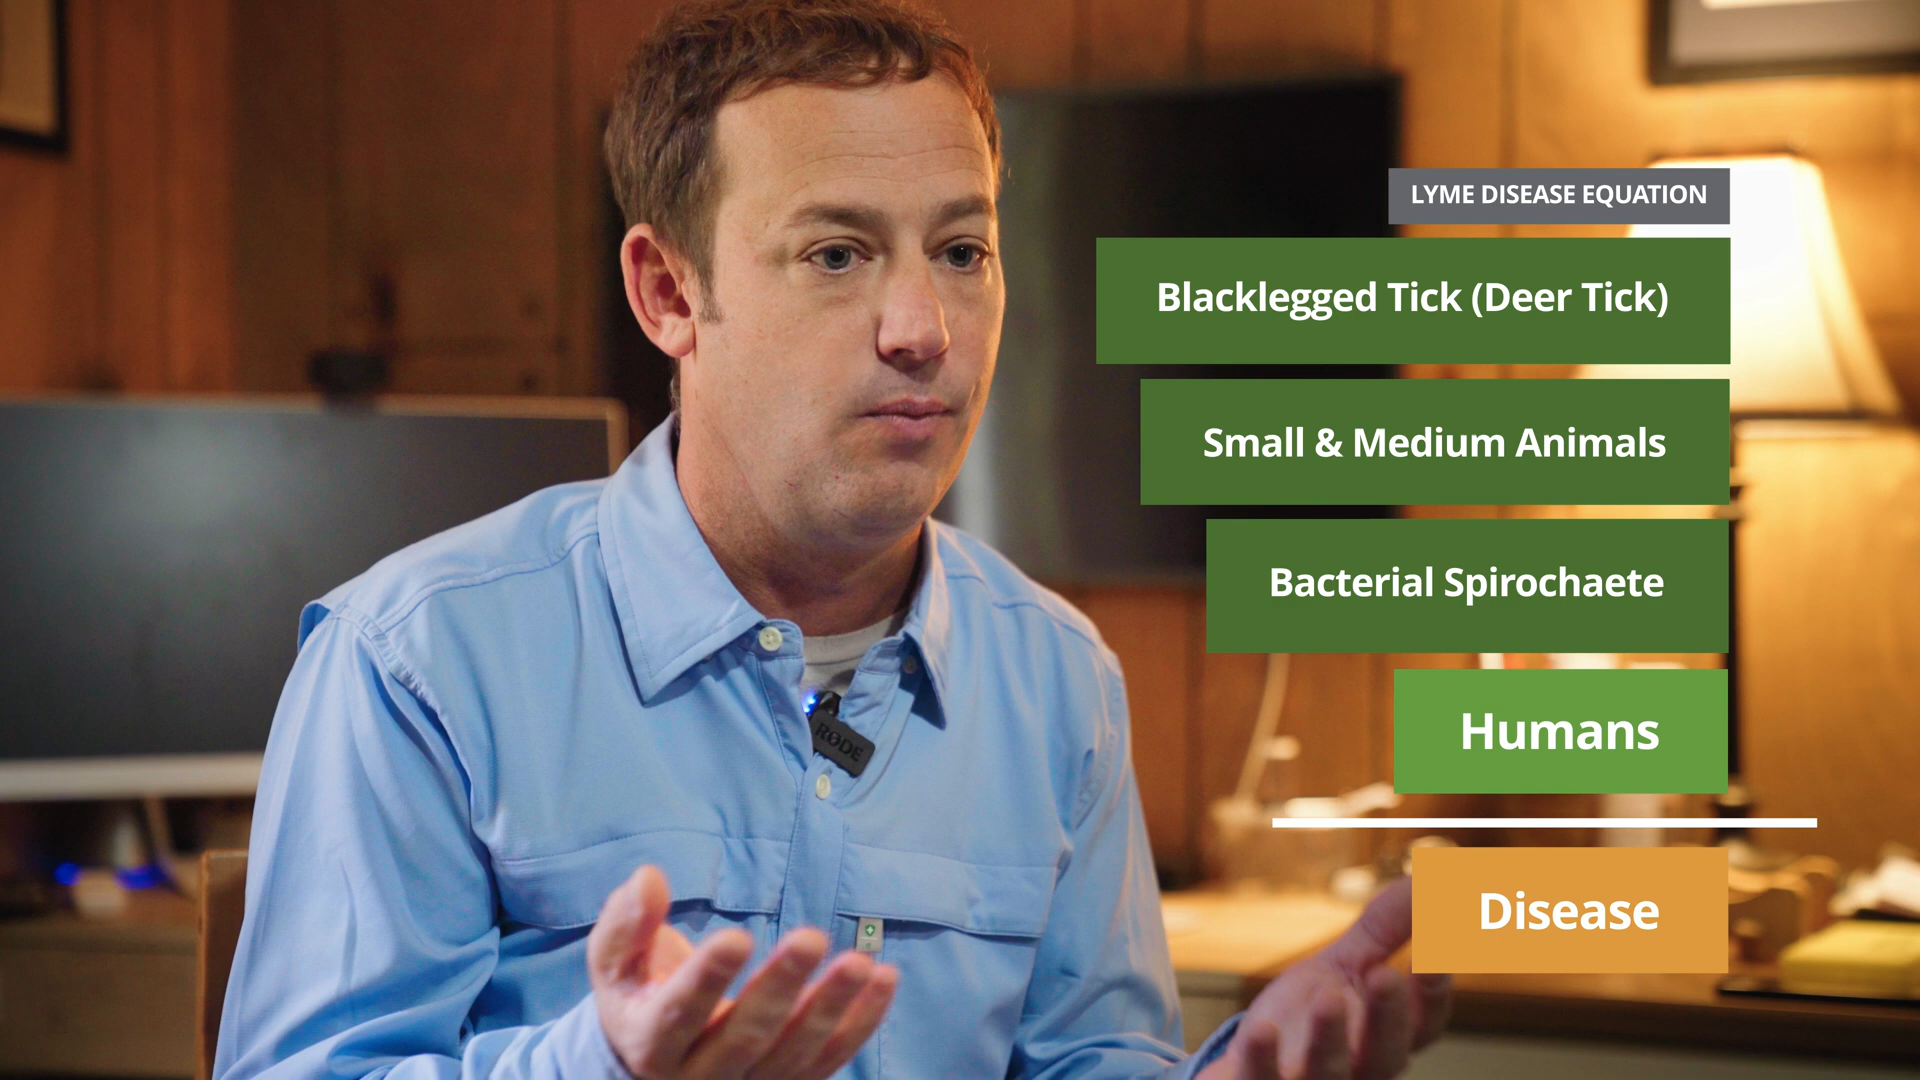 LYME DISEASE EQUATION
Blacklegged Tick (Deer Tick)
Small & Medium Animals
Bacterial Spirochaete
Humans
Disease
RØDE